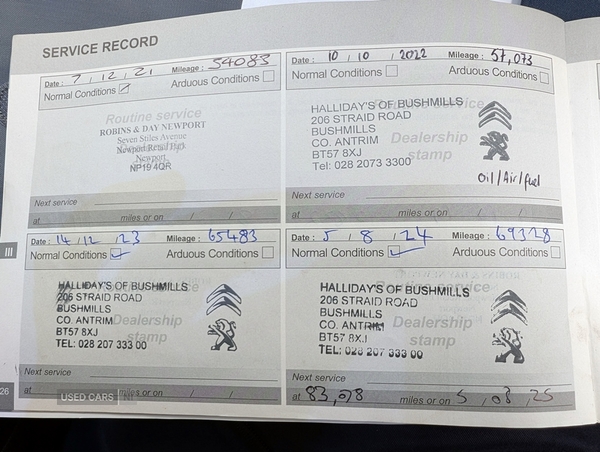 SERVICE RECORD
Date : 7 , 12 , 21 Mileage : 54083
Normal Conditions Arduous Conditions
Routine service
ROBINS & DAY NEWPORT
Seven Stiles Avenue
Newport Retail Park
Newport
NP19 4QR
Next service
at miles or on / /
Date : 10 , 10 , 2022 Mileage : 57,073
Normal Conditions Arduous Conditions
HALLIDAY'S OF BUSHMILLS
206 STRAID ROAD
BUSHMILLS
CO. ANTRIM
BT57 8XJ
Tel: 028 2073 3300
Dealership
stamp
Oil/Air/fuel
Next service
at miles or on / /
III
Date : 14 , 12 , 23 Mileage : 65483
Normal Conditions Arduous Conditions
HALLIDAY'S OF BUSHMILLS
206 STRAID ROAD
BUSHMILLS
CO. ANTRIM
BT57 8XJ
TEL: 028 207 333 00
Dealership
stamp
Next service
at miles or on / /
Date : 5 , 8 , 24 Mileage : 69328
Normal Conditions Arduous Conditions
HALLIDAY'S OF BUSHMILLS
206 STRAID ROAD
BUSHMILLS
CO. ANTRIM
BT57 8XJ
TEL: 028 207 333 00
Dealership
stamp
Next service
at 83,078 miles or on 5 , 08 , 25
26
USED CARS